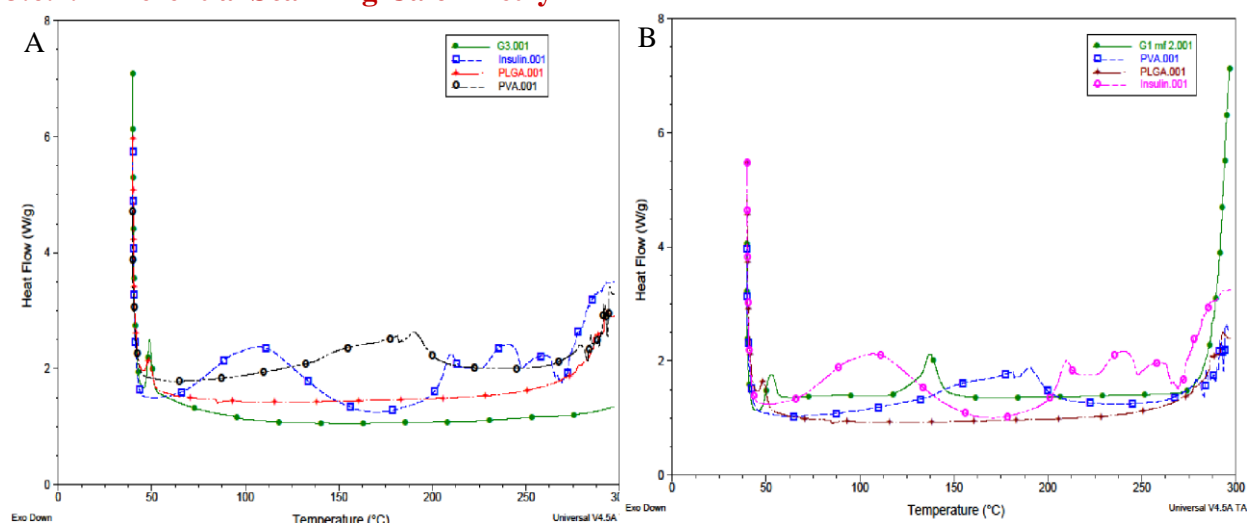 Differential Scanning Calorimetry
A
G3.001
Insulin.001
PLGA.001
PVA.001
8
6
4
2
0
Heat Flow (W/g)
0 50 100 150 200 250
Exo Down
Temperature (°C)
Universal V4.5A
B
G1 mf 2.001
PVA.001
PLGA.001
Insulin.001
8
6
4
2
0
Heat Flow (W/g)
0 50 100 150 200 250 300
Exo Down
Temperature (°C)
Universal V4.5A TA